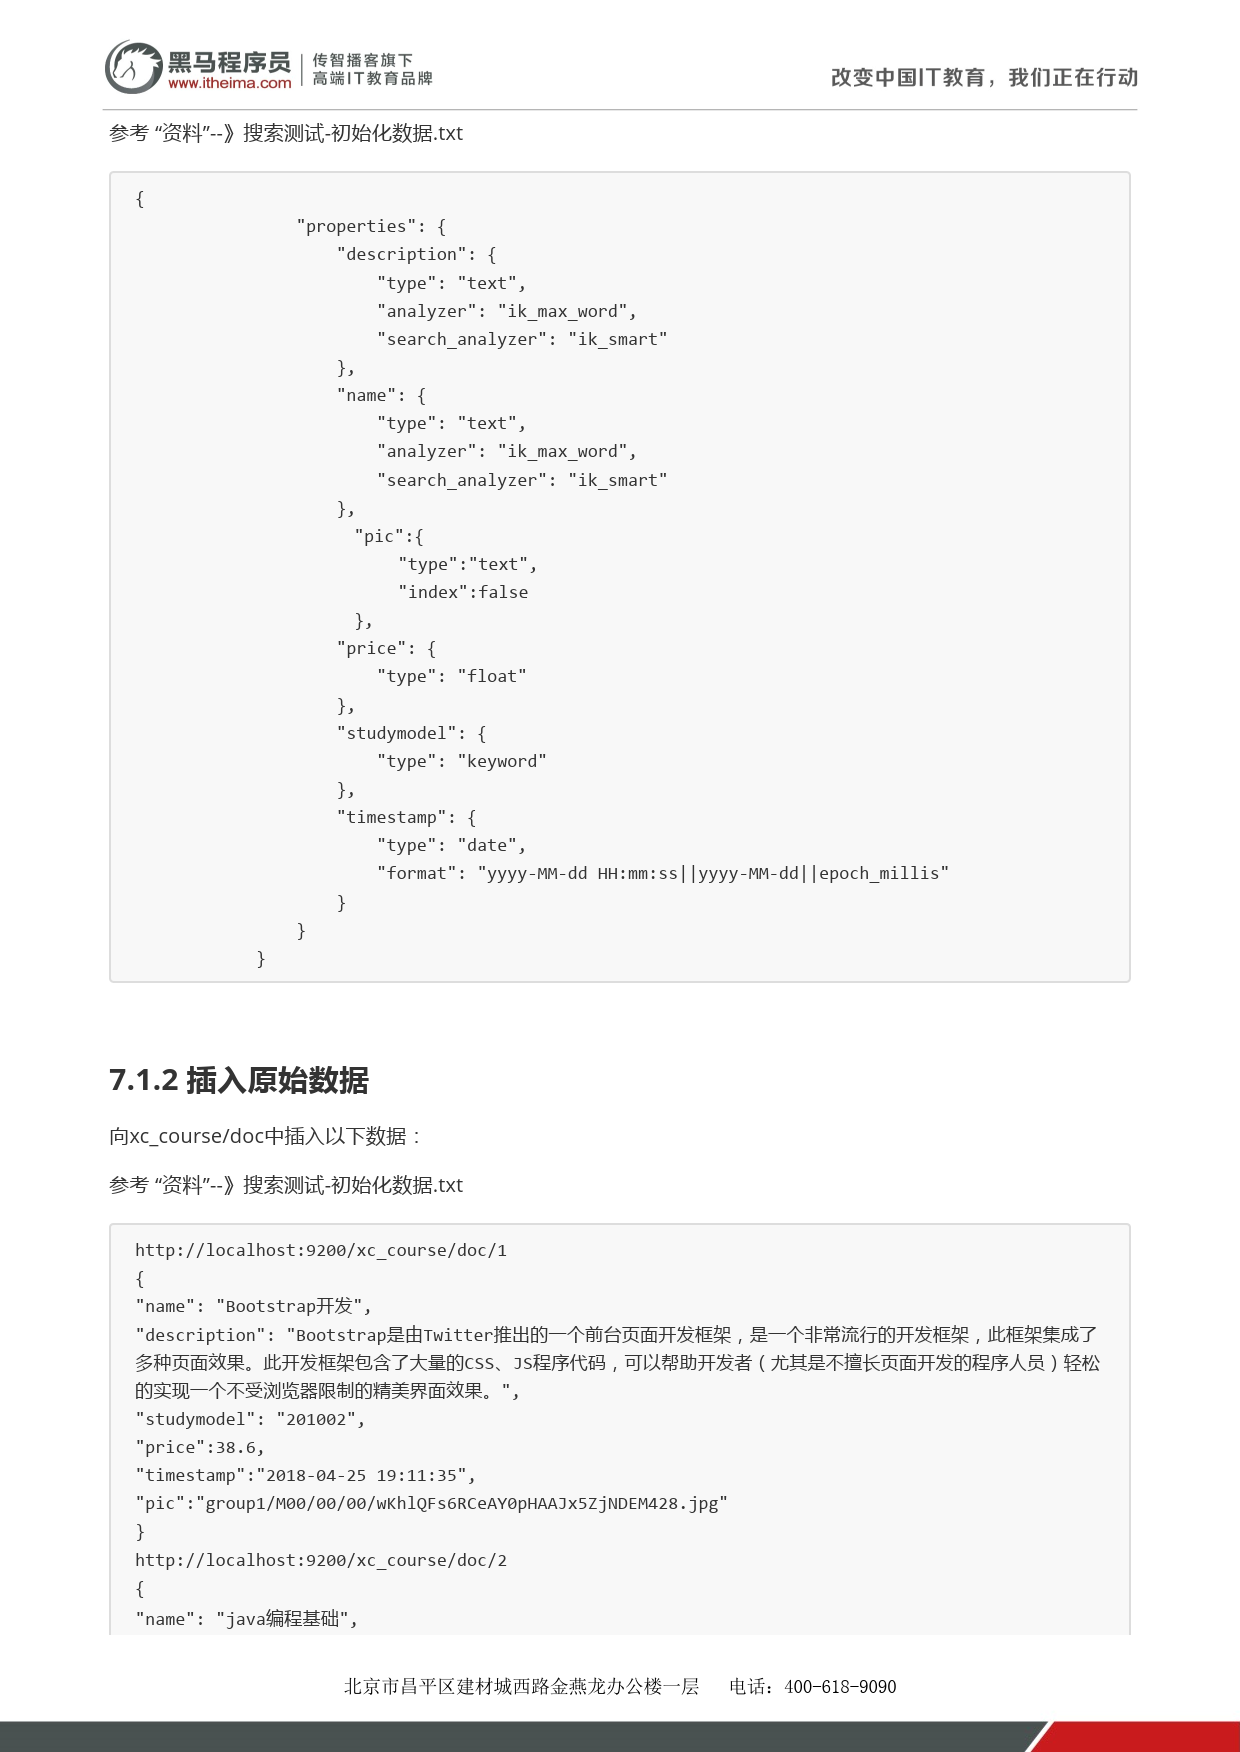 黑马程序员
www.itheima.com
传智播客旗下
高端IT教育品牌
改变中国IT教育，我们正在行动
参考 “资料”--》搜索测试-初始化数据.txt
{
"properties": {
"description": {
"type": "text",
"analyzer": "ik_max_word",
"search_analyzer": "ik_smart"
},
"name": {
"type": "text",
"analyzer": "ik_max_word",
"search_analyzer": "ik_smart"
},
"pic":{
"type":"text",
"index":false
},
"price": {
"type": "float"
},
"studymodel": {
"type": "keyword"
},
"timestamp": {
"type": "date",
"format": "yyyy-MM-dd HH:mm:ss||yyyy-MM-dd||epoch_millis"
}
}
}
7.1.2 插入原始数据
向xc_course/doc中插入以下数据：
参考 “资料”--》搜索测试-初始化数据.txt
http://localhost:9200/xc_course/doc/1
{
"name": "Bootstrap开发",
"description": "Bootstrap是由Twitter推出的一个前台页面开发框架，是一个非常流行的开发框架，此框架集成了
多种页面效果。此开发框架包含了大量的CSS、JS程序代码，可以帮助开发者（尤其是不擅长页面开发的程序人员）轻松
的实现一个不受浏览器限制的精美界面效果。",
"studymodel": "201002",
"price":38.6,
"timestamp":"2018-04-25 19:11:35",
"pic":"group1/M00/00/00/wKhlQFs6RCeAY0pHAAJx5ZjNDEM428.jpg"
}
http://localhost:9200/xc_course/doc/2
{
"name": "java编程基础",
北京市昌平区建材城西路金燕龙办公楼一层 电话：400-618-9090